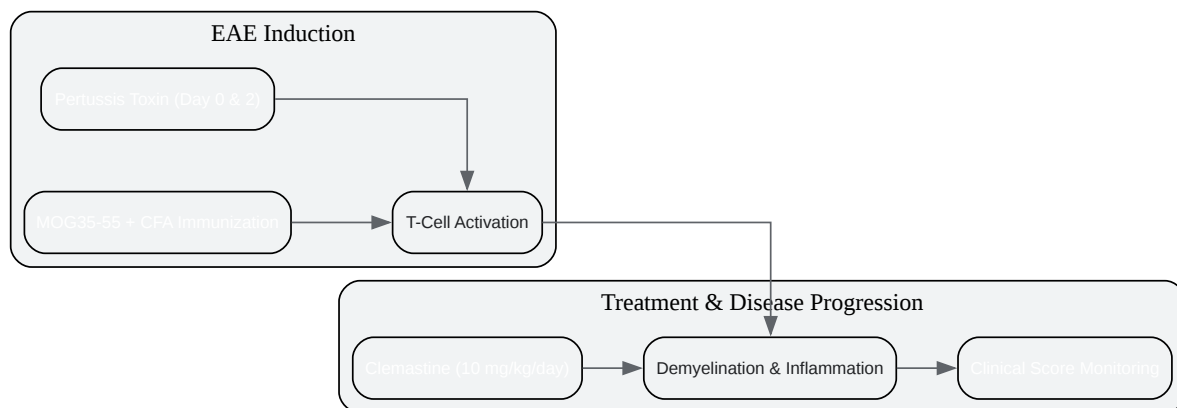 EAE Induction
Pertussis Toxin (Day 0 & 2)
MOG35-55 + CFA Immunization
T-Cell Activation
Treatment & Disease Progression
Clemastine (10 mg/kg/day)
Demyelination & Inflammation
Clinical Score Monitoring